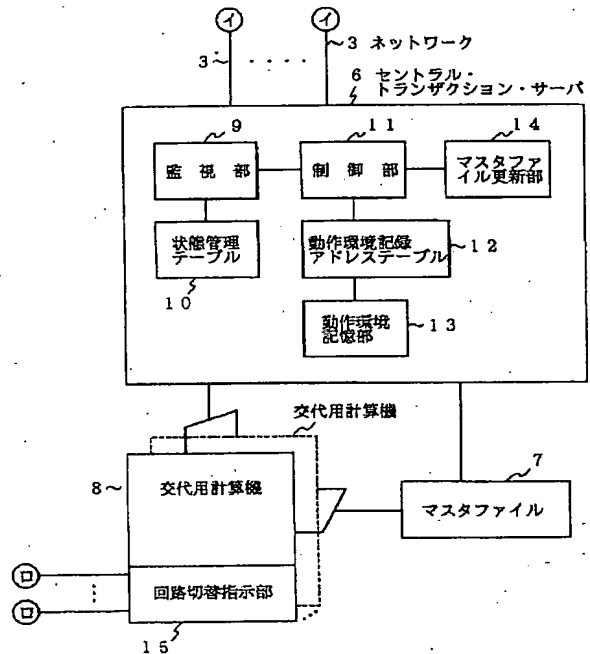 イ イ
3 ネットワーク
3
6 セントラル・
トランザクション・サーバ
9 11 14
監視部
制御部
マスタファ
イル更新部
状態管理
テーブル
動作環境記録
アドレステーブル
12
10
動作環境
記憶部
13
交代用計算機
8
交代用計算機
7
マスタファイル
ロ
回路切替指示部
ロ
15